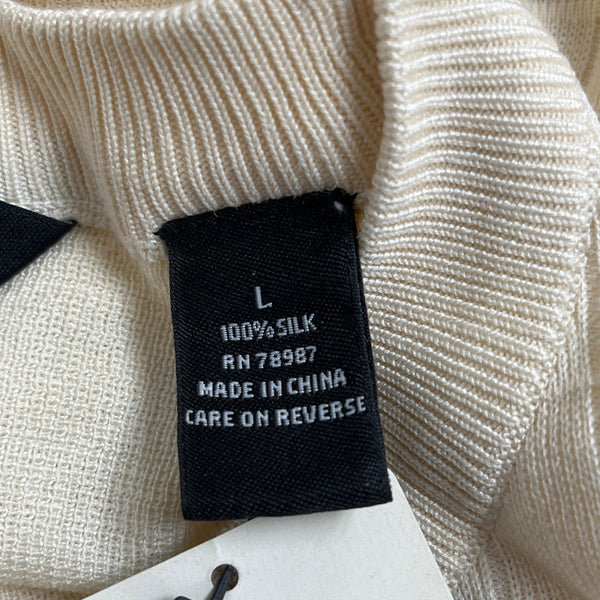 L
100% SILK
RN 78987
MADE IN CHINA
CARE ON REVERSE